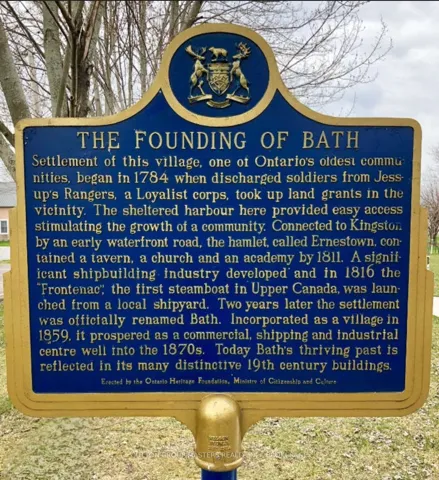 THE FOUNDING OF BATH
Settlement of this village, one of Ontario's oldest commu-
nities, began in 1784 when discharged soldiers from Jess-
up's Rangers, a Loyalist corps, took up land grants in the
vicinity. The sheltered harbour here provided easy access
stimulating the growth of a community. Connected to Kingston
by an early waterfront road, the hamlet, called Ernestown, con-
tained a tavern, a church and an academy by 1811. A signif-
icant shipbuilding industry developed and in 1816 the
"Frontenac", the first steamboat in Upper Canada, was laun-
ched from a local shipyard. Two years later the settlement
was officially renamed Bath. Incorporated as a village in
1859, it prospered as a commercial, shipping and industrial
centre well into the 1870s. Today Bath's thriving past is
reflected in its many distinctive 19th century buildings.
Erected by the Ontario Heritage Foundation, Ministry of Citizenship and Culture